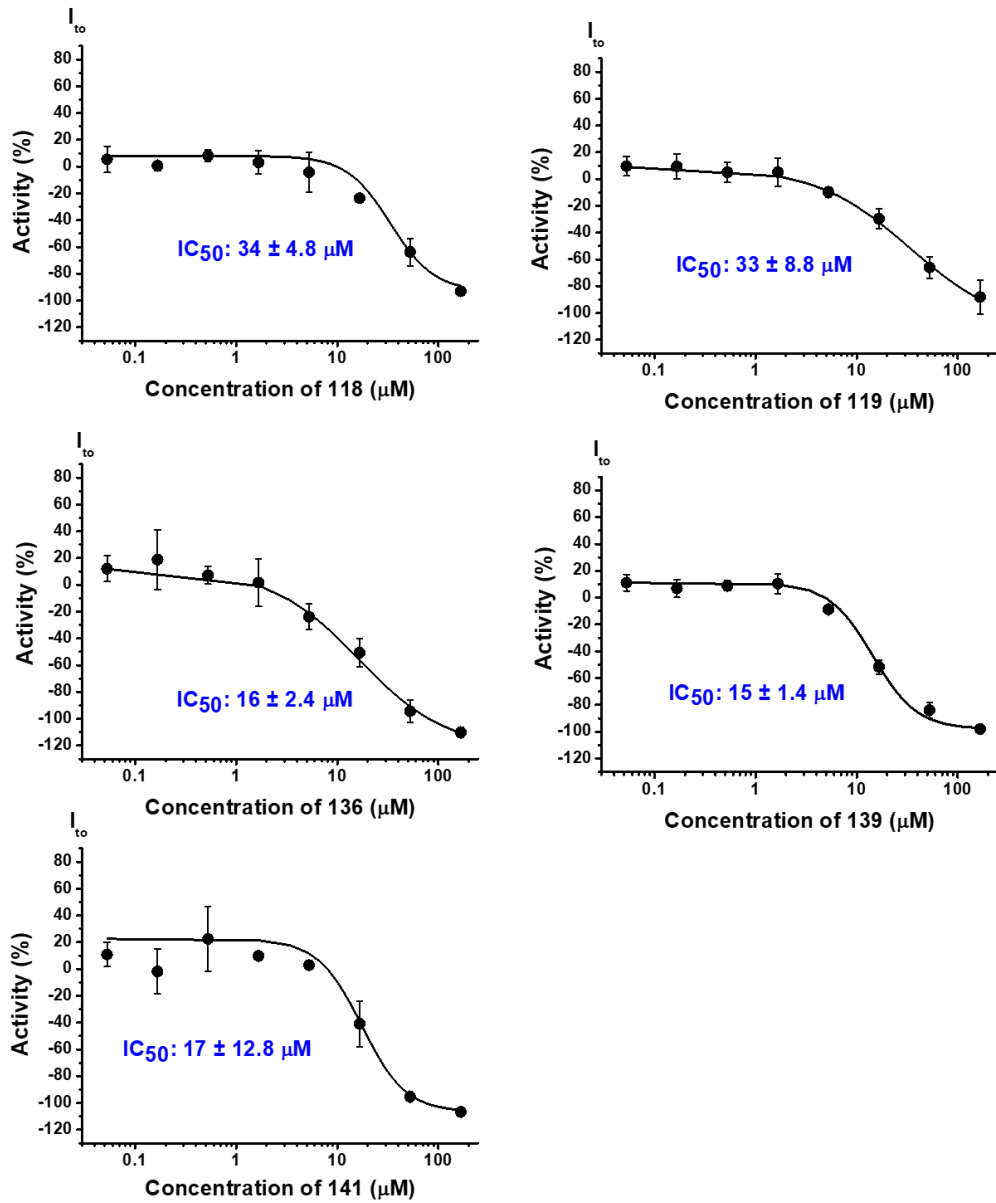 I_to
80
60
40
20
0
-20
-40
-60
-80
-100
-120
Activity (%)
IC50: 34 ± 4.8 μM
0.1 1 10 100
Concentration of 118 (μM)
I_to
80
60
40
20
0
-20
-40
-60
-80
-100
-120
Activity (%)
IC50: 33 ± 8.8 μM
0.1 1 10 100
Concentration of 119 (μM)
I_to
80
60
40
20
0
-20
-40
-60
-80
-100
-120
Activity (%)
IC50: 16 ± 2.4 μM
0.1 1 10 100
Concentration of 136 (μM)
I_to
80
60
40
20
0
-20
-40
-60
-80
-100
-120
Activity (%)
IC50: 15 ± 1.4 μM
0.1 1 10 100
Concentration of 139 (μM)
I_to
80
60
40
20
0
-20
-40
-60
-80
-100
-120
Activity (%)
IC50: 17 ± 12.8 μM
0.1 1 10 100
Concentration of 141 (μM)